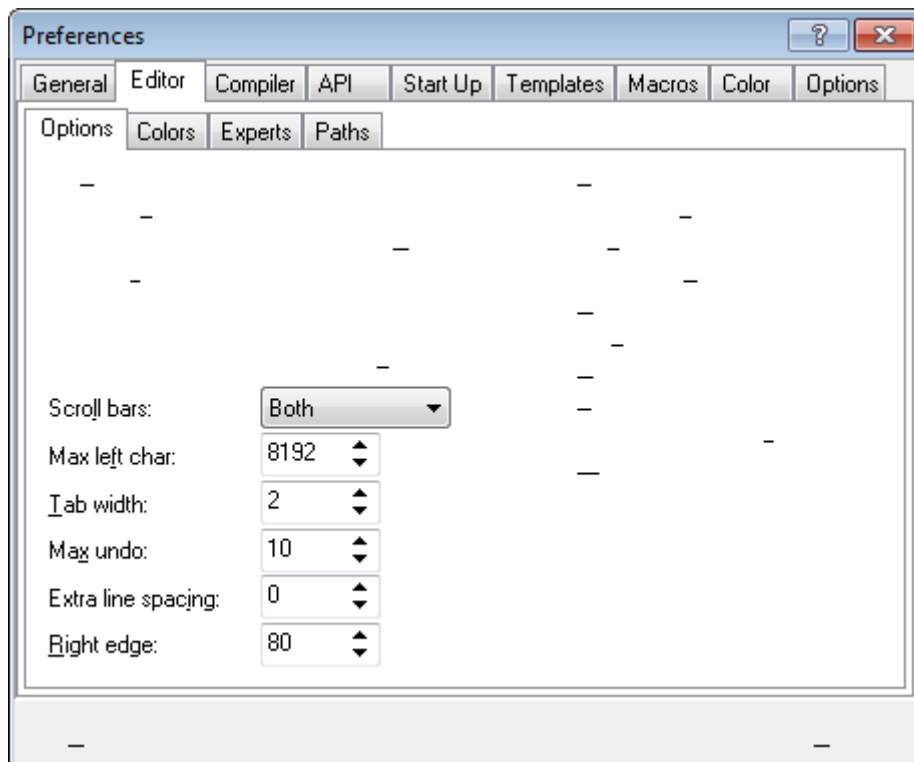 Preferences
General Editor Compiler API Start Up Templates Macros Color Options
Options Colors Experts Paths
Scroll bars: Both
Max left char: 8192
Tab width: 2
Max undo: 10
Extra line spacing: 0
Right edge: 80